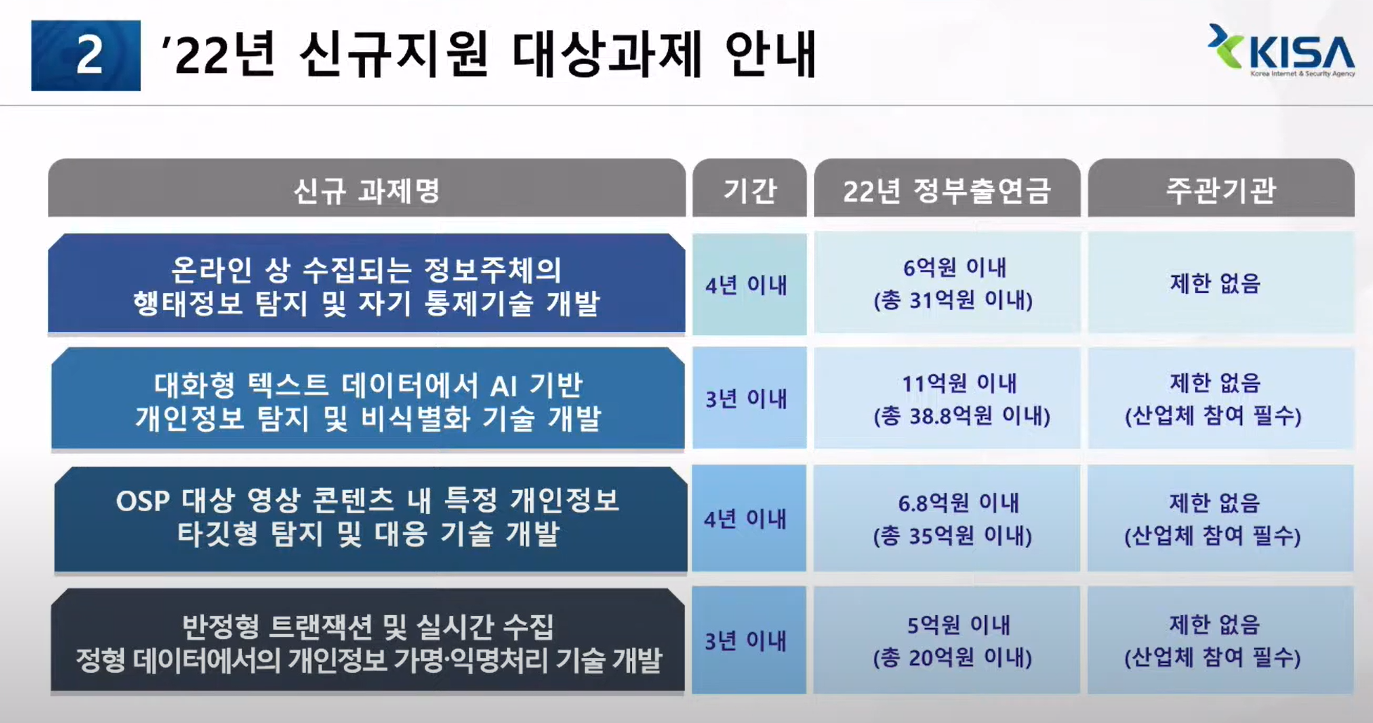 2
’22년 신규지원 대상과제 안내
KISA
Korea Internet & Security Agency
신규 과제명
기간
22년 정부출연금
주관기관
온라인 상 수집되는 정보주체의
행태정보 탐지 및 자기 통제기술 개발
4년 이내
6억원 이내
(총 31억원 이내)
제한 없음
대화형 텍스트 데이터에서 AI 기반
개인정보 탐지 및 비식별화 기술 개발
3년 이내
11억원 이내
(총 38.8억원 이내)
제한 없음
(산업체 참여 필수)
OSP 대상 영상 콘텐츠 내 특정 개인정보
타깃형 탐지 및 대응 기술 개발
4년 이내
6.8억원 이내
(총 35억원 이내)
제한 없음
(산업체 참여 필수)
반정형 트랜잭션 및 실시간 수집
정형 데이터에서의 개인정보 가명·익명처리 기술 개발
3년 이내
5억원 이내
(총 20억원 이내)
제한 없음
(산업체 참여 필수)